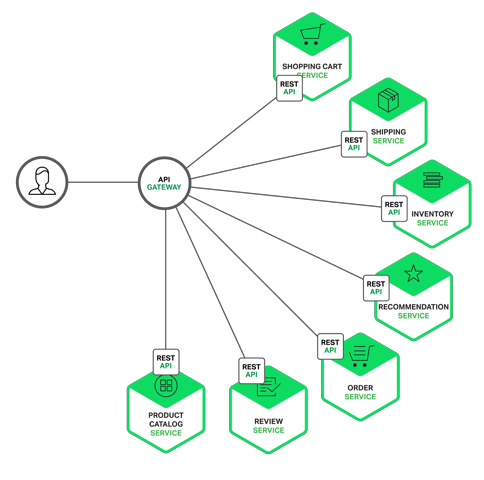 SHOPPING CART
SERVICE
REST
API
SHIPPING
SERVICE
REST
API
API
GATEWAY
REST
API
INVENTORY
SERVICE
REST
API
RECOMMENDATION
SERVICE
REST
API
ORDER
SERVICE
REST
API
REVIEW
SERVICE
REST
API
PRODUCT
CATALOG
SERVICE